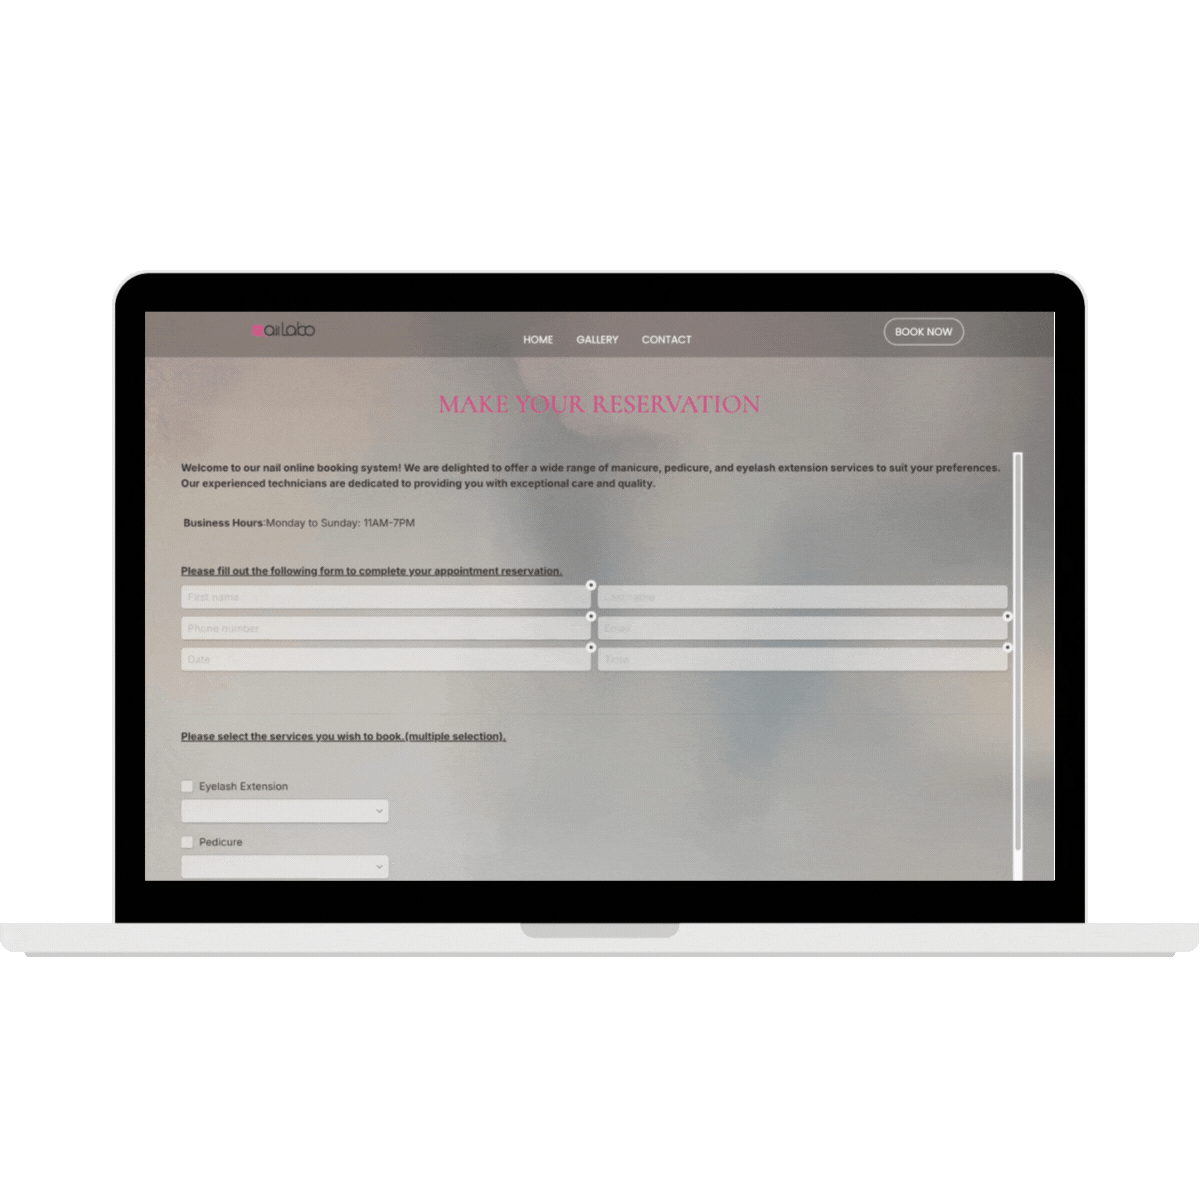 ailLabo
HOME GALLERY CONTACT
BOOK NOW
MAKE YOUR RESERVATION
Welcome to our nail online booking system! We are delighted to offer a wide range of manicure, pedicure, and eyelash extension services to suit your preferences.
Our experienced technicians are dedicated to providing you with exceptional care and quality.
Business Hours:Monday to Sunday: 11AM-7PM
Please fill out the following form to complete your appointment reservation.
First name Last name
Phone number Email
Date Time
Please select the services you wish to book.(multiple selection).
Eyelash Extension
Pedicure